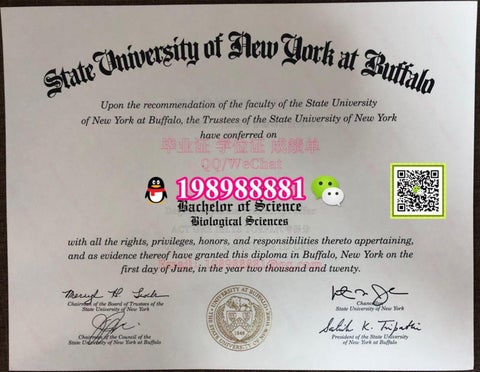 State University of New York at Buffalo
Upon the recommendation of the faculty of the State University
of New York at Buffalo, the Trustees of the State University of New York
have conferred on
毕业证 学位证 成绩单
QQ/WeChat
198988881
Bachelor of Science
Biological Sciences
with all the rights, privileges, honors, and responsibilities thereto appertaining,
and as evidence thereof have granted this diploma in Buffalo, New York on the
first day of June, in the year two thousand and twenty.
Chairman of the Board of Trustees of the
State University of New York
Chancellor
State University of New York
Chairman of the Council of the
State University of New York at Buffalo
Satish K. Tripathi
President of the State University
of New York at Buffalo